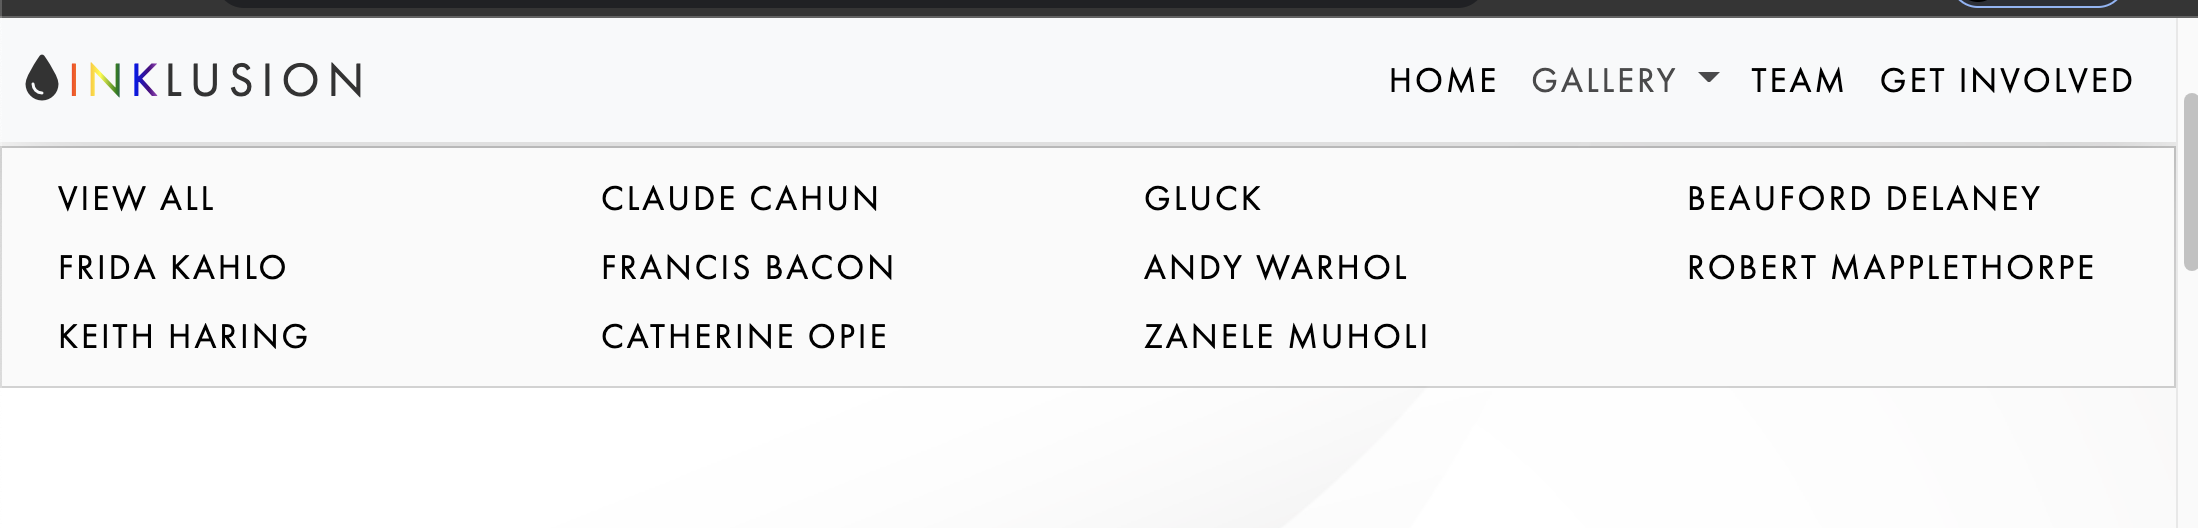 INKLUSION
HOME GALLERY TEAM GET INVOLVED
VIEW ALL CLAUDE CAHUN GLUCK BEAUFORD DELANEY
FRIDA KAHLO FRANCIS BACON ANDY WARHOL ROBERT MAPPLETHORPE
KEITH HARING CATHERINE OPIE ZANELE MUHOLI